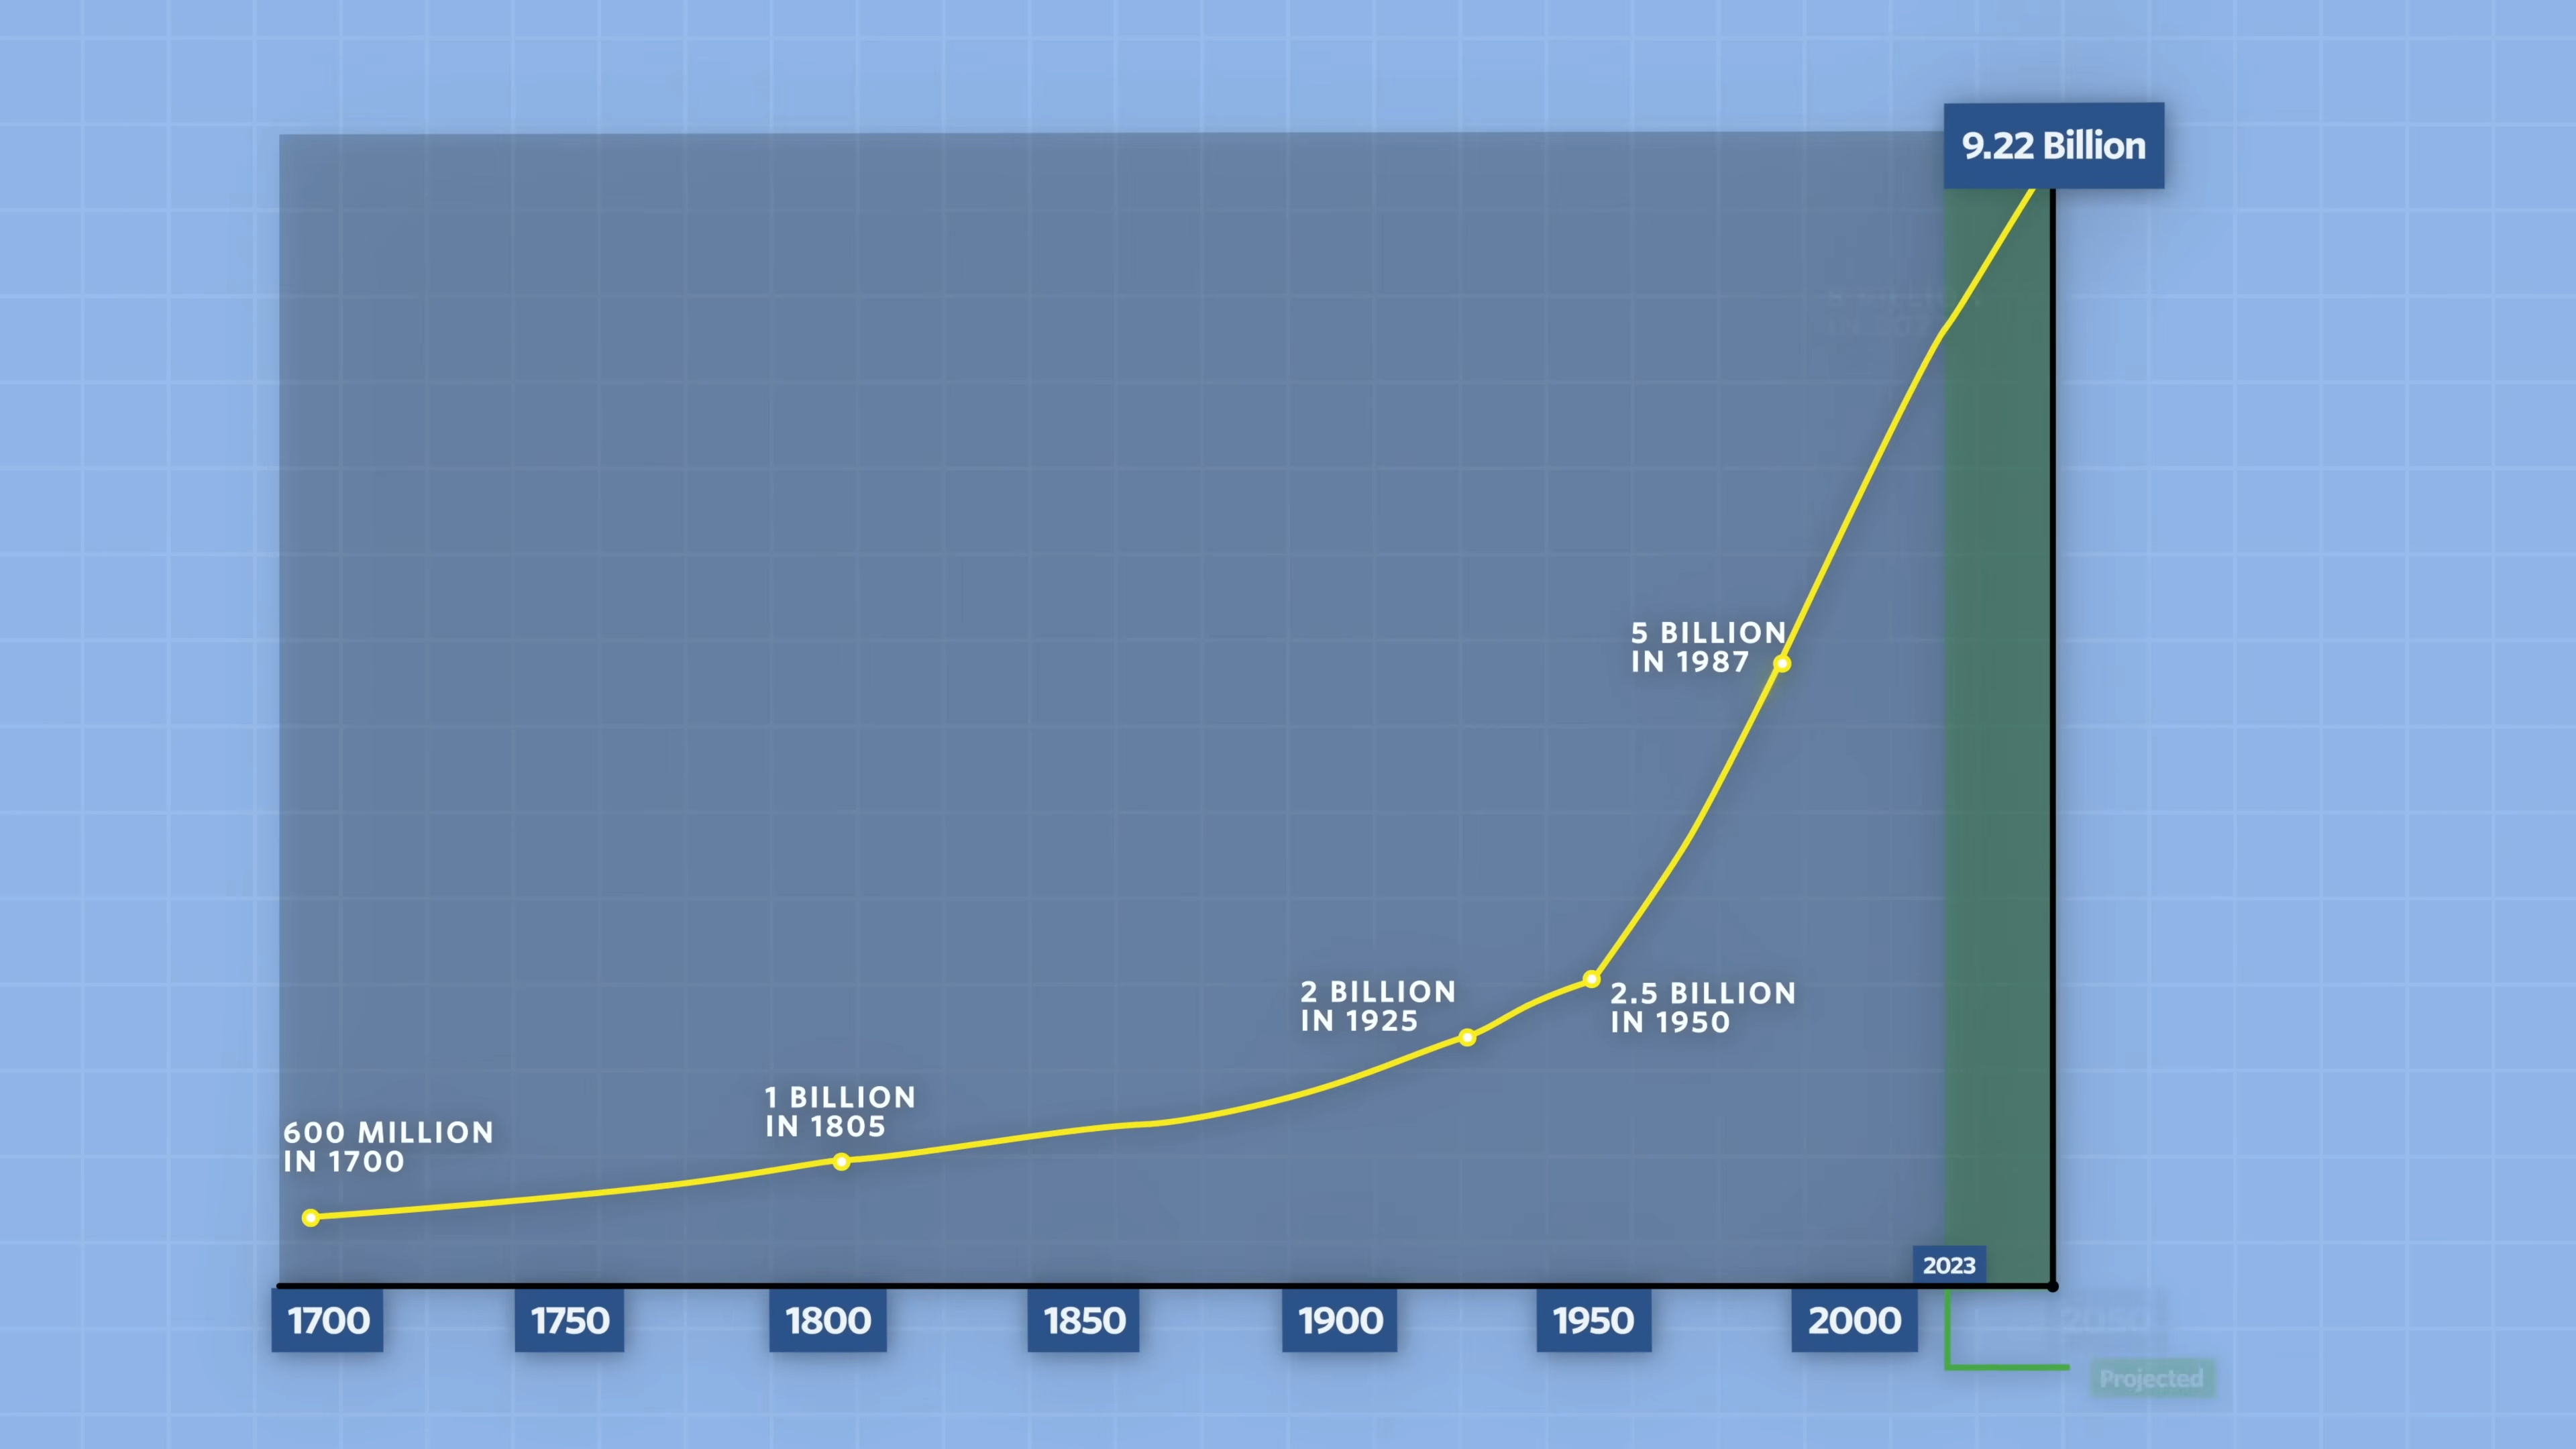 9.22 Billion
5 BILLION
IN 1987
2 BILLION
IN 1925
2.5 BILLION
IN 1950
1 BILLION
IN 1805
600 MILLION
IN 1700
2023
1700
1750
1800
1850
1900
1950
2000
2050
Projected